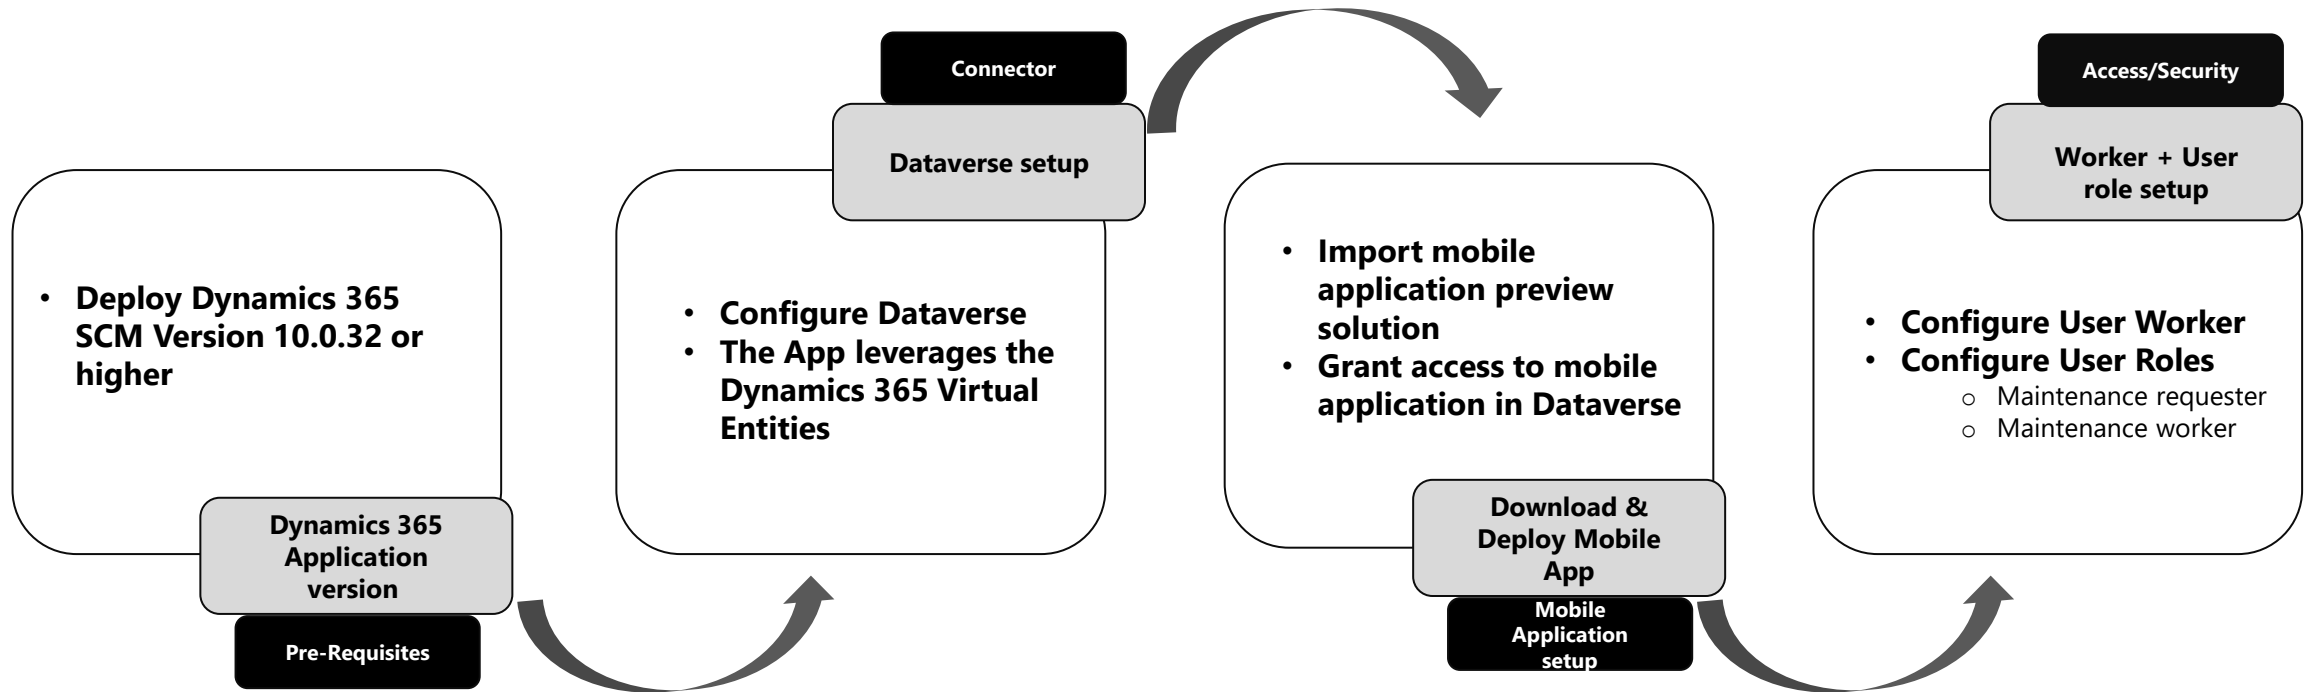 • Deploy Dynamics 365
SCM Version 10.0.32 or
higher
Dynamics 365
Application
version
Pre-Requisites
Connector
Dataverse setup
• Configure Dataverse
• The App leverages the
Dynamics 365 Virtual
Entities
• Import mobile
application preview
solution
• Grant access to mobile
application in Dataverse
Download &
Deploy Mobile
App
Mobile
Application
setup
Access/Security
Worker + User
role setup
• Configure User Worker
• Configure User Roles
o Maintenance requester
o Maintenance worker